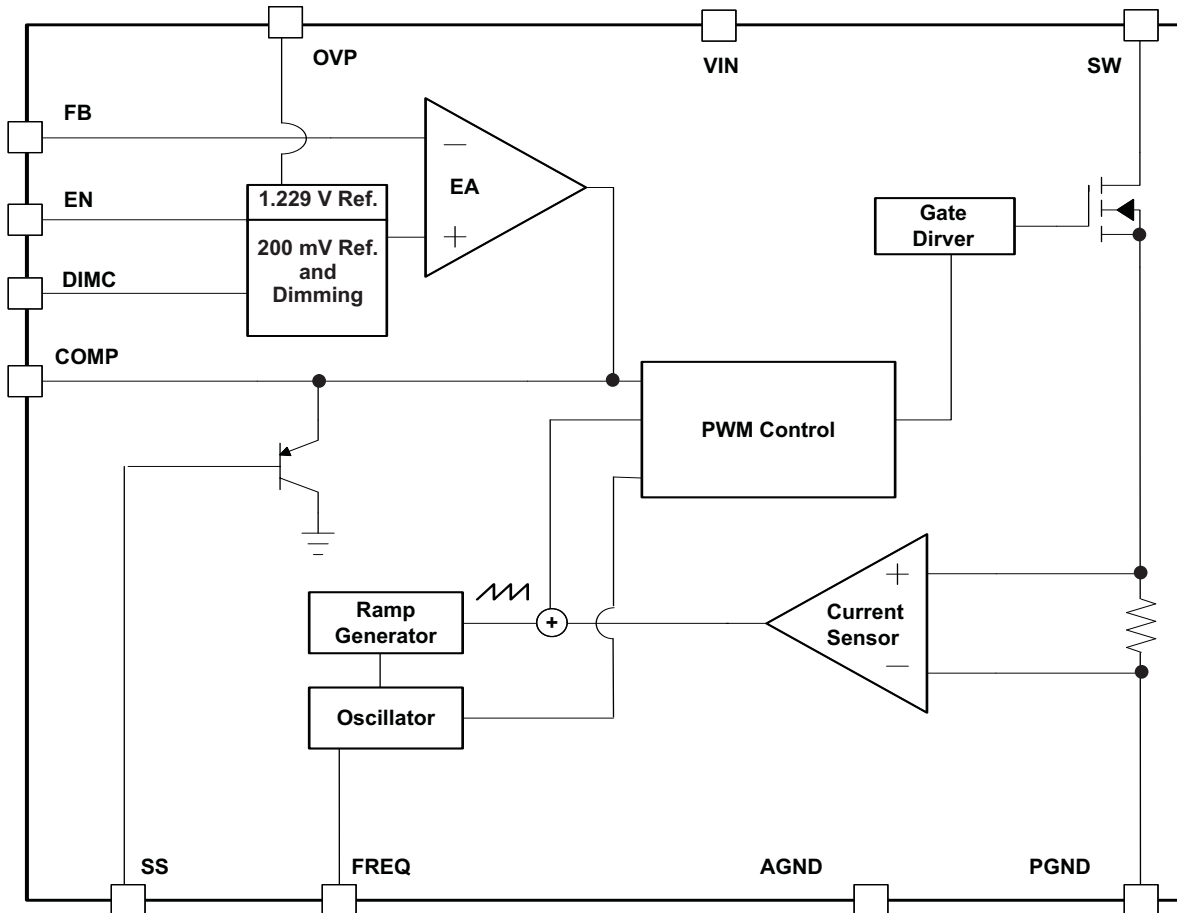 OVP
VIN
SW
FB
EN
DIMC
COMP
1.229 V Ref.
200 mV Ref.
and
Dimming
−
EA
+
Gate
Dirver
PWM Control
Ramp
Generator
+
Oscillator
+
Current
Sensor
−
SS
FREQ
AGND
PGND